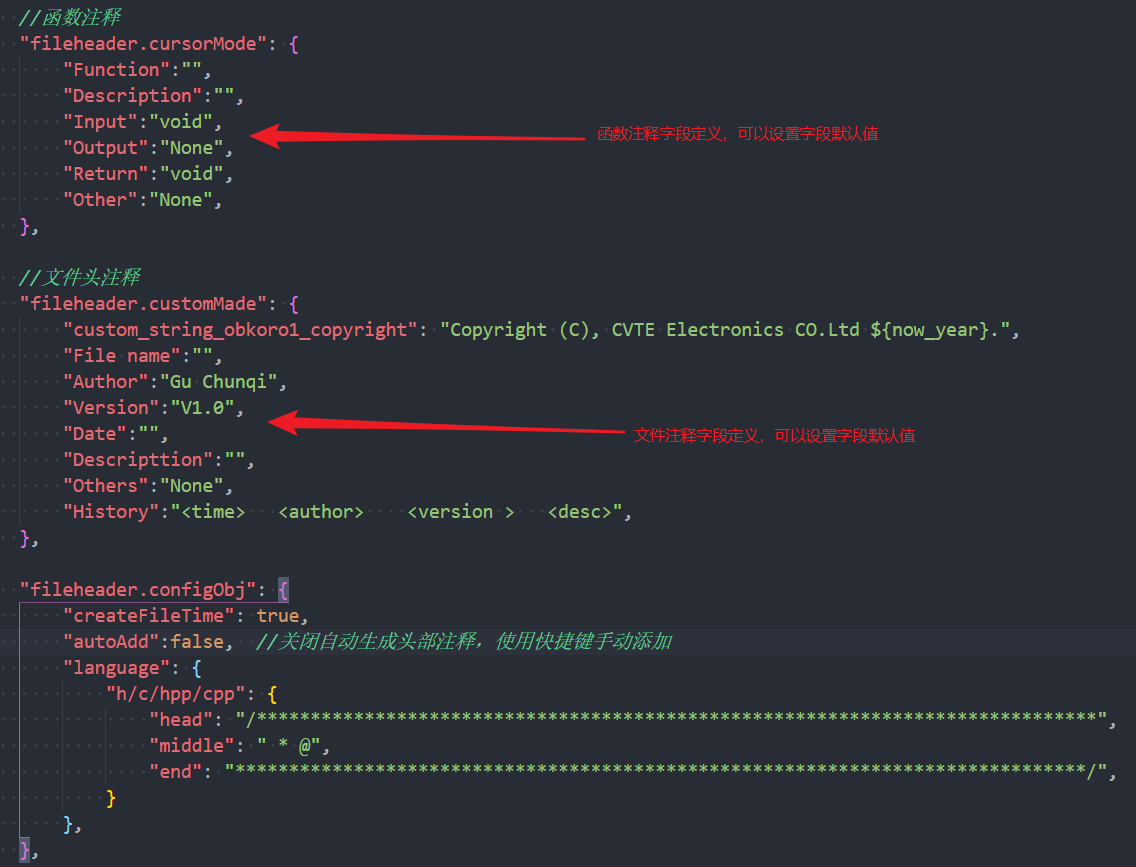 //函数注释
"fileheader.cursorMode": {
"Function":"",
"Description":"",
"Input":"void",
函数注释字段定义，可以设置字段默认值
"Output":"None",
"Return":"void",
"Other":"None",
},
//文件头注释
"fileheader.customMade": {
"custom_string_obkoro1_copyright": "Copyright (C), CVTE Electronics CO.Ltd ${now_year}.",
"File name":"",
"Author":"Gu Chunqi",
"Version":"V1.0",
"Date":"",
文件注释字段定义，可以设置字段默认值
"Descripttion":"",
"Others":"None",
"History":"<time>   <author>    <version >   <desc>",
},
"fileheader.configObj": {
"createFileTime": true,
"autoAdd":false,  //关闭自动生成头部注释，使用快捷键手动添加
"language": {
"h/c/hpp/cpp": {
"head": "/******************************************************************************",
"middle": " * @",
"end": "*******************************************************************************/",
}
},
},